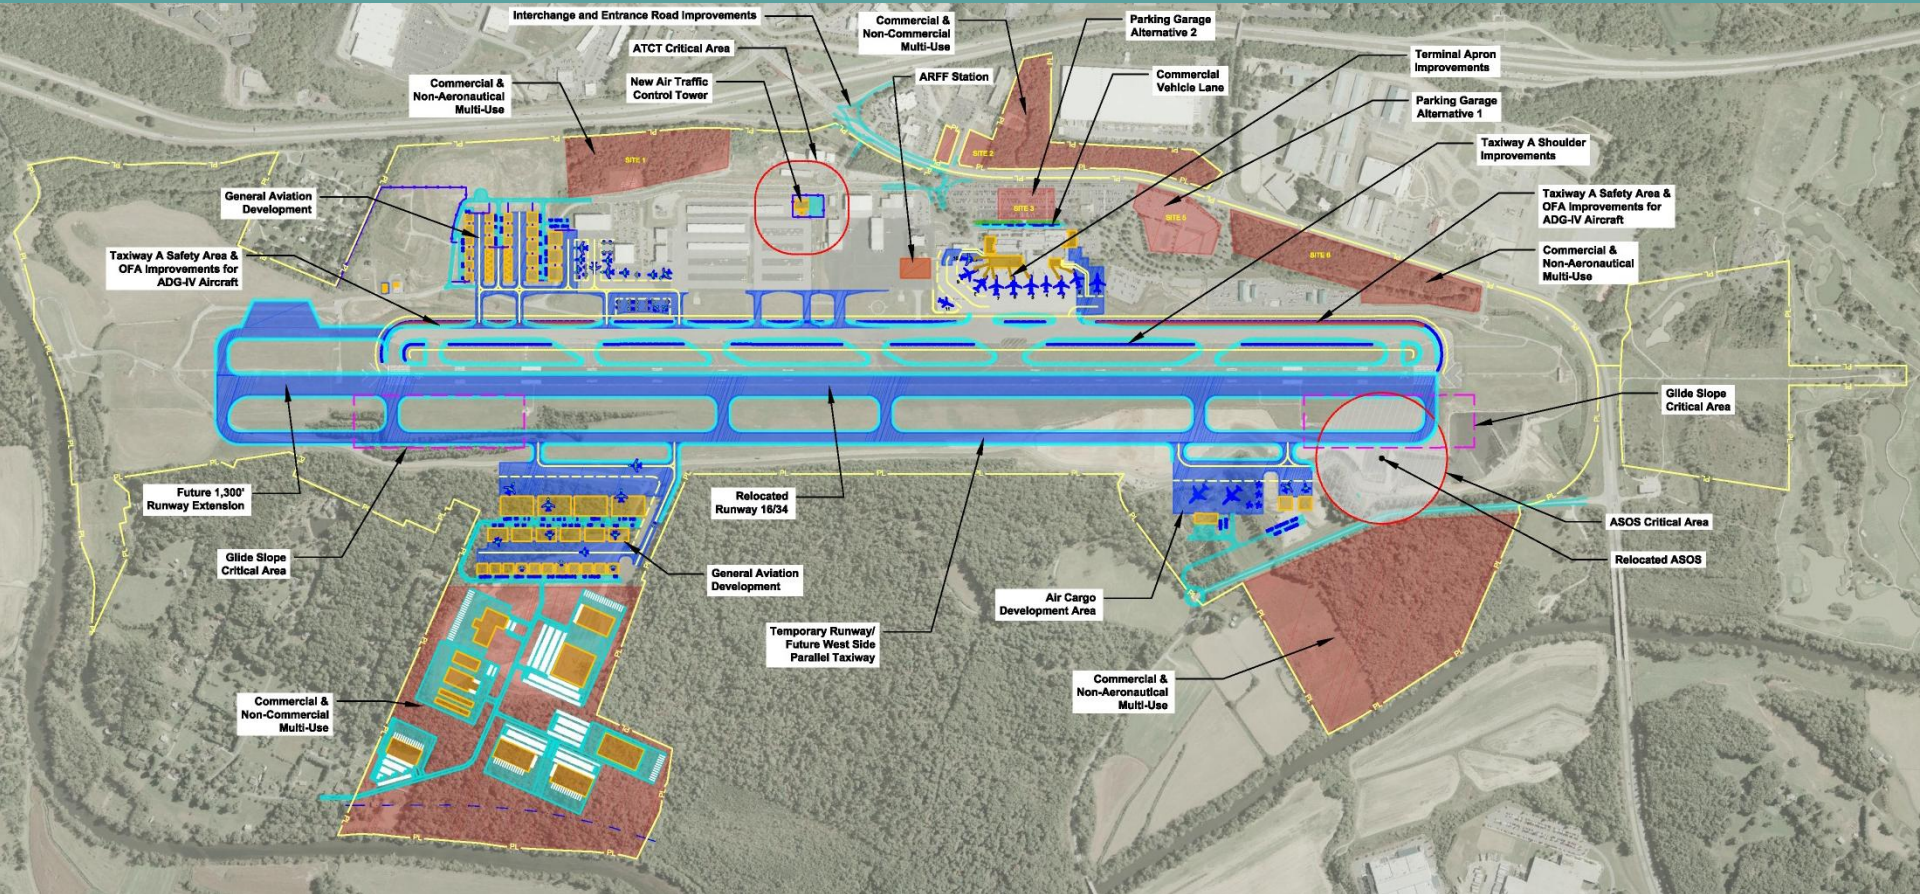 Interchange and Entrance Road Improvements
ATCT Critical Area
New Air Traffic
Control Tower
Commercial &
Non-Aeronautical
Multi-Use
Commercial &
Non-Commercial
Multi-Use
ARFF Station
Parking Garage
Alternative 2
Commercial
Vehicle Lane
Terminal Apron
Improvements
Parking Garage
Alternative 1
Taxiway A Shoulder
Improvements
Taxiway A Safety Area &
OFA Improvements for
ADG-IV Aircraft
Commercial &
Non-Aeronautical
Multi-Use
SITE 1
SITE 2
SITE 3
SITE 5
SITE 6
General Aviation
Development
Taxiway A Safety Area &
OFA Improvements for
ADG-IV Aircraft
Glide Slope
Critical Area
Future 1,300'
Runway Extension
Relocated
Runway 16/34
ASOS Critical Area
Relocated ASOS
Glide Slope
Critical Area
General Aviation
Development
Air Cargo
Development Area
Temporary Runway/
Future West Side
Parallel Taxiway
Commercial &
Non-Aeronautical
Multi-Use
Commercial &
Non-Commercial
Multi-Use